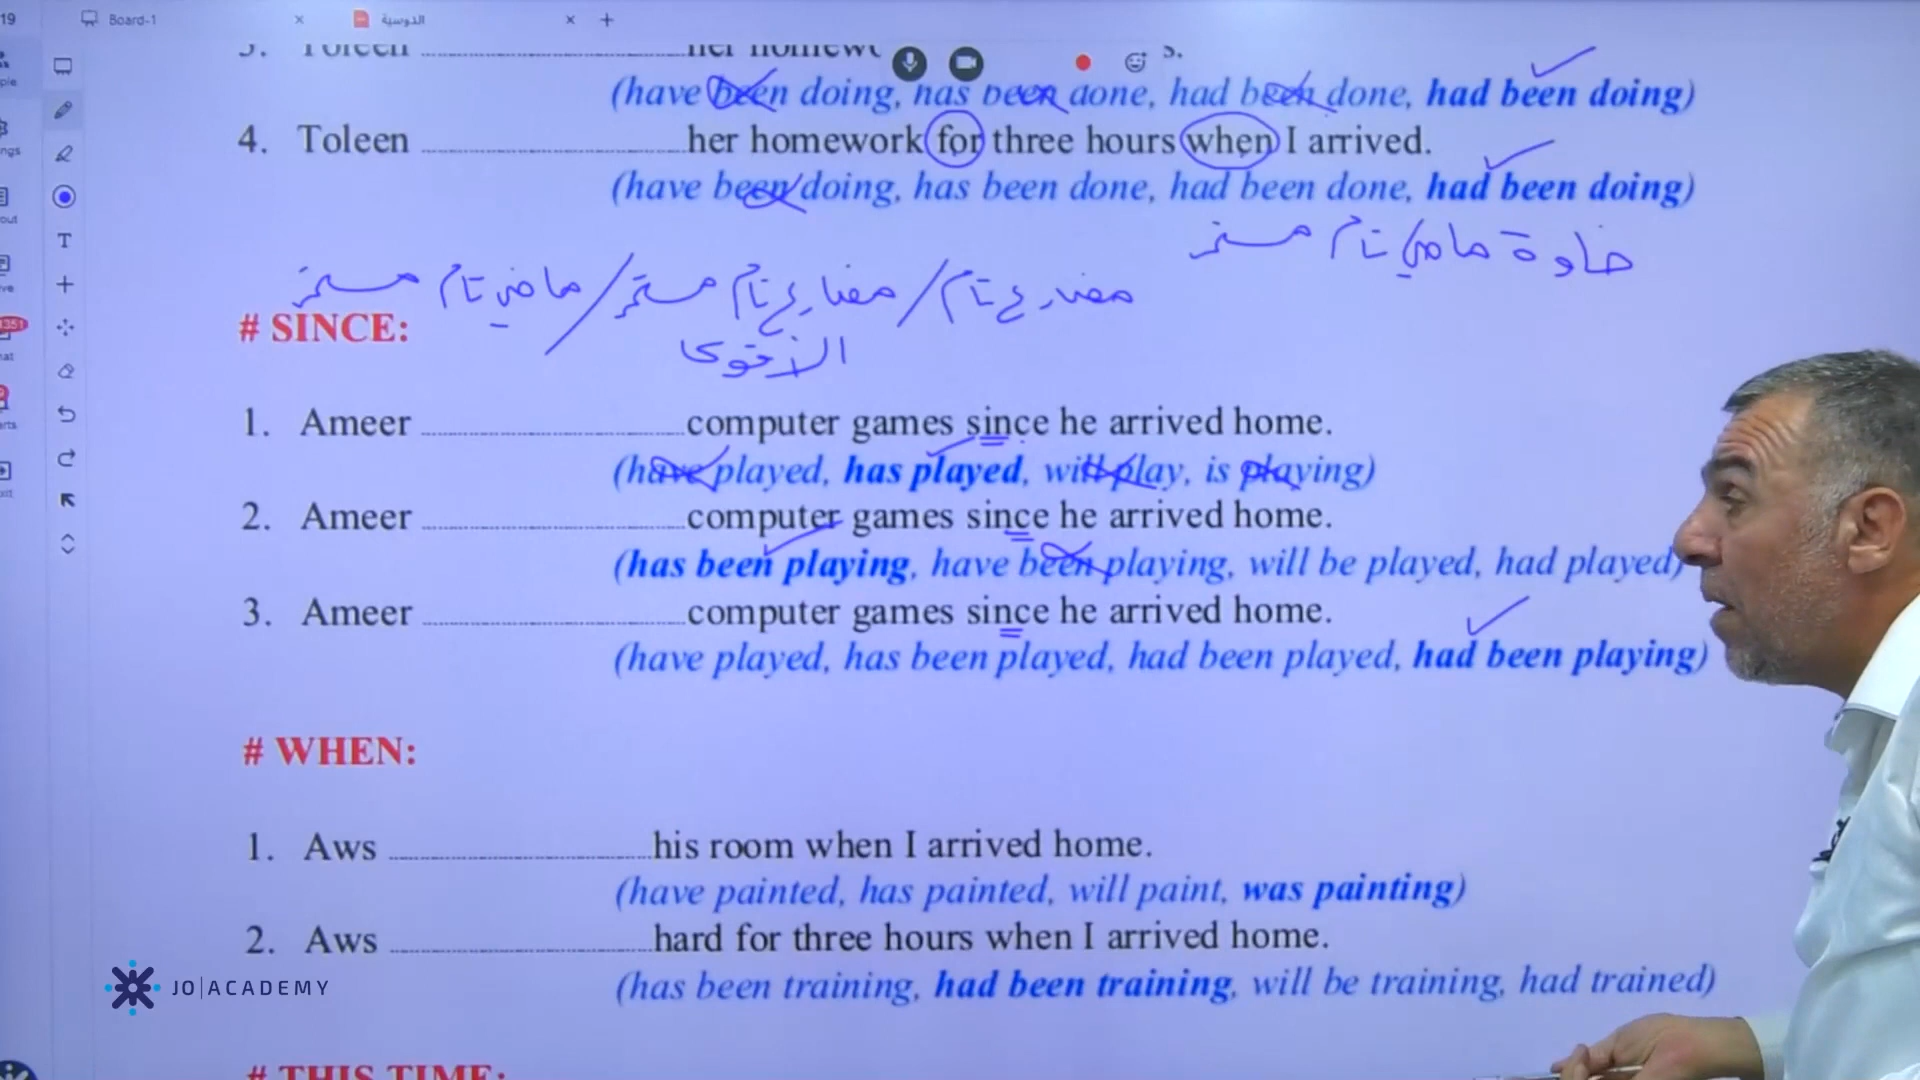 19 Board-1 × الدوسية × +
3. Toleen ........ her homew
(have been doing, has been done, had been done, had been doing)
4. Toleen ........ her homework for three hours when I arrived.
(have been doing, has been done, had been done, had been doing)
خاوة ماضي تام مستمر
مضارع تام / مضارع تام مستمر / ماضي تام مستمر
# SINCE:
الأقوى
1. Ameer ........ computer games since he arrived home.
(have played, has played, will play, is playing)
2. Ameer ........ computer games since he arrived home.
(has been playing, have been playing, will be played, had played)
3. Ameer ........ computer games since he arrived home.
(have played, has been played, had been played, had been playing)
# WHEN:
1. Aws ........ his room when I arrived home.
(have painted, has painted, will paint, was painting)
2. Aws ........ hard for three hours when I arrived home.
(has been training, had been training, will be training, had trained)
JO|ACADEMY
# THIS TIME: